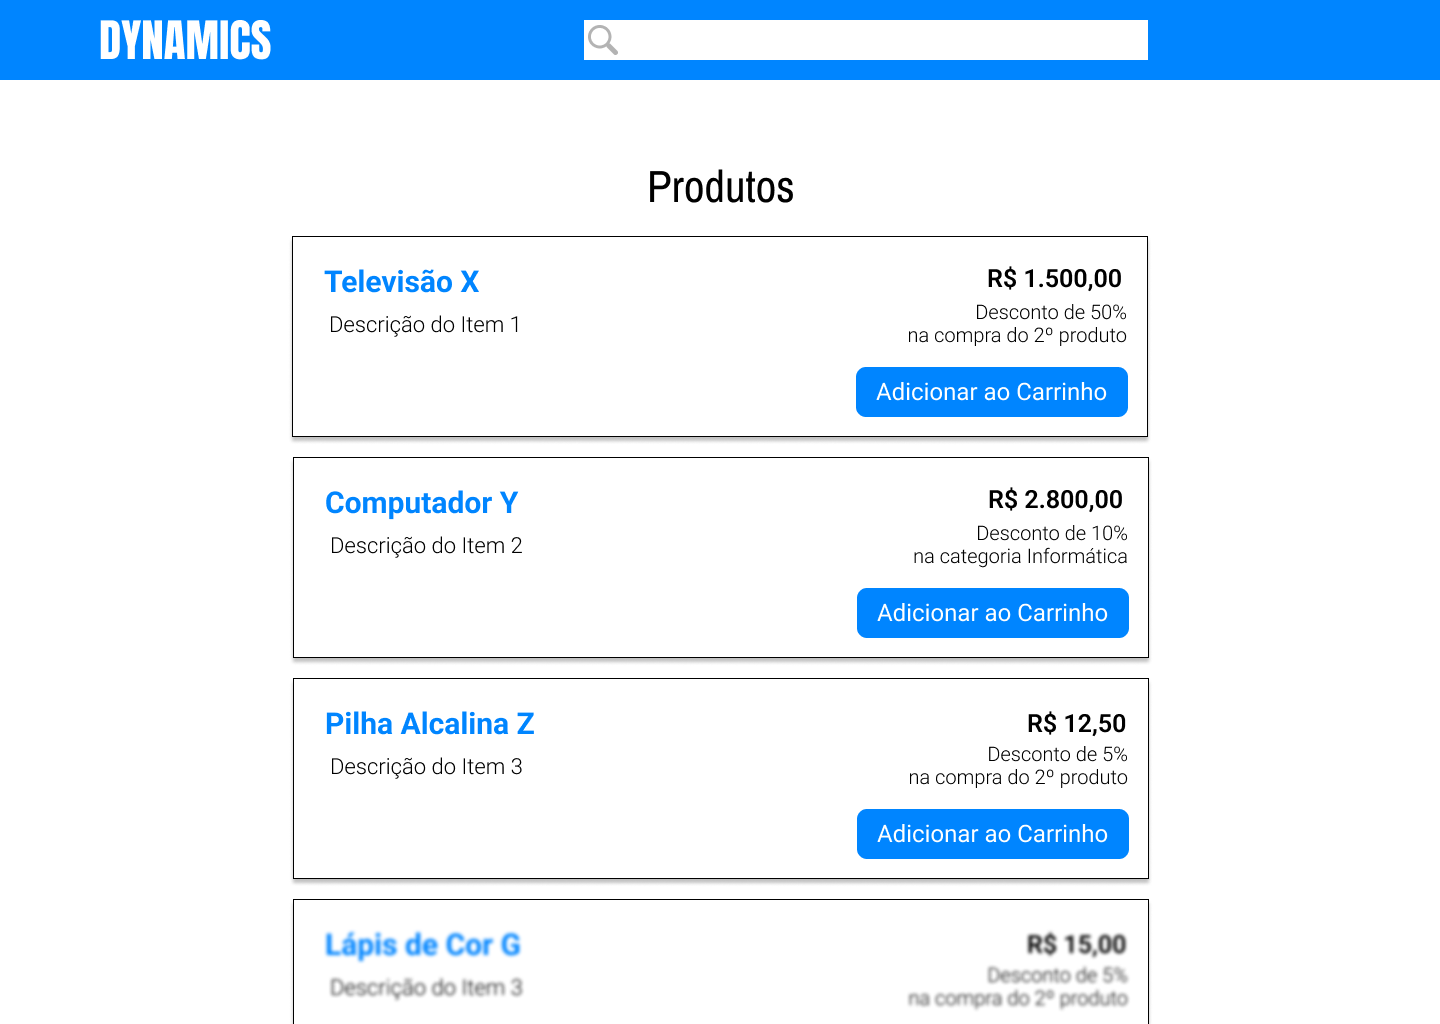 DYNAMICS
Produtos
Televisão X
R$ 1.500,00
Descrição do Item 1
Desconto de 50%
na compra do 2º produto
Adicionar ao Carrinho
Computador Y
R$ 2.800,00
Descrição do Item 2
Desconto de 10%
na categoria Informática
Adicionar ao Carrinho
Pilha Alcalina Z
R$ 12,50
Descrição do Item 3
Desconto de 5%
na compra do 2º produto
Adicionar ao Carrinho
Lápis de Cor G
R$ 15,00
Descrição do Item 3
Desconto de 5%
na compra do 2º produto